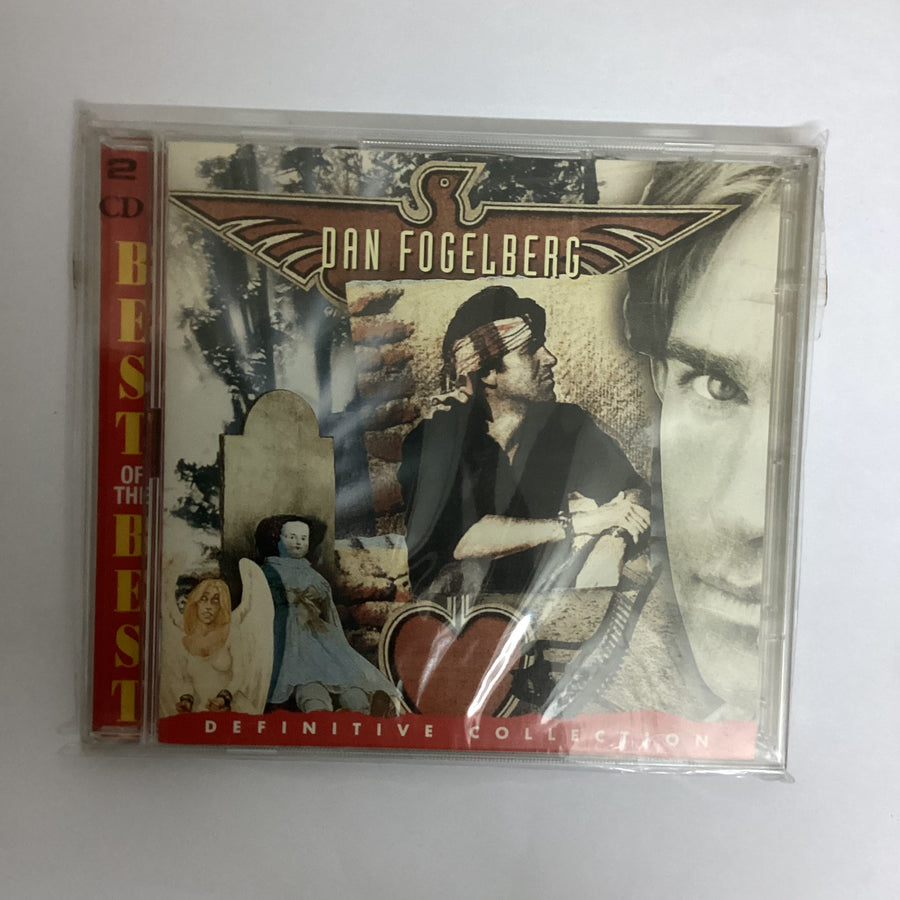 2
CD
BEST
OF
THE
BEST
DAN FOGELBERG
DEFINITIVE COLLECTION